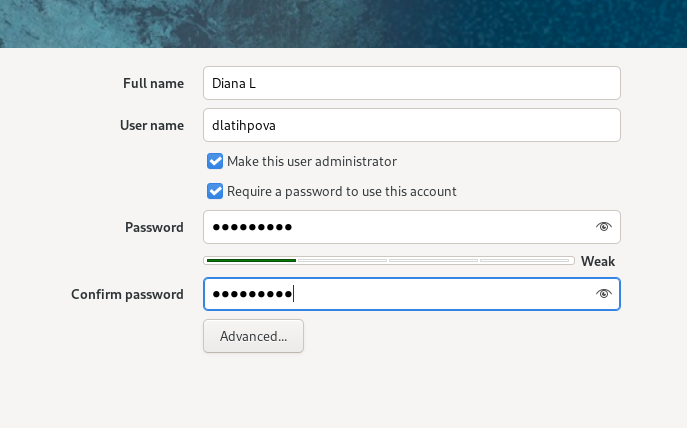 Full name Diana L
User name dlatihpova
Make this user administrator
Require a password to use this account
Password •••••••••
Weak
Confirm password •••••••••
Advanced...